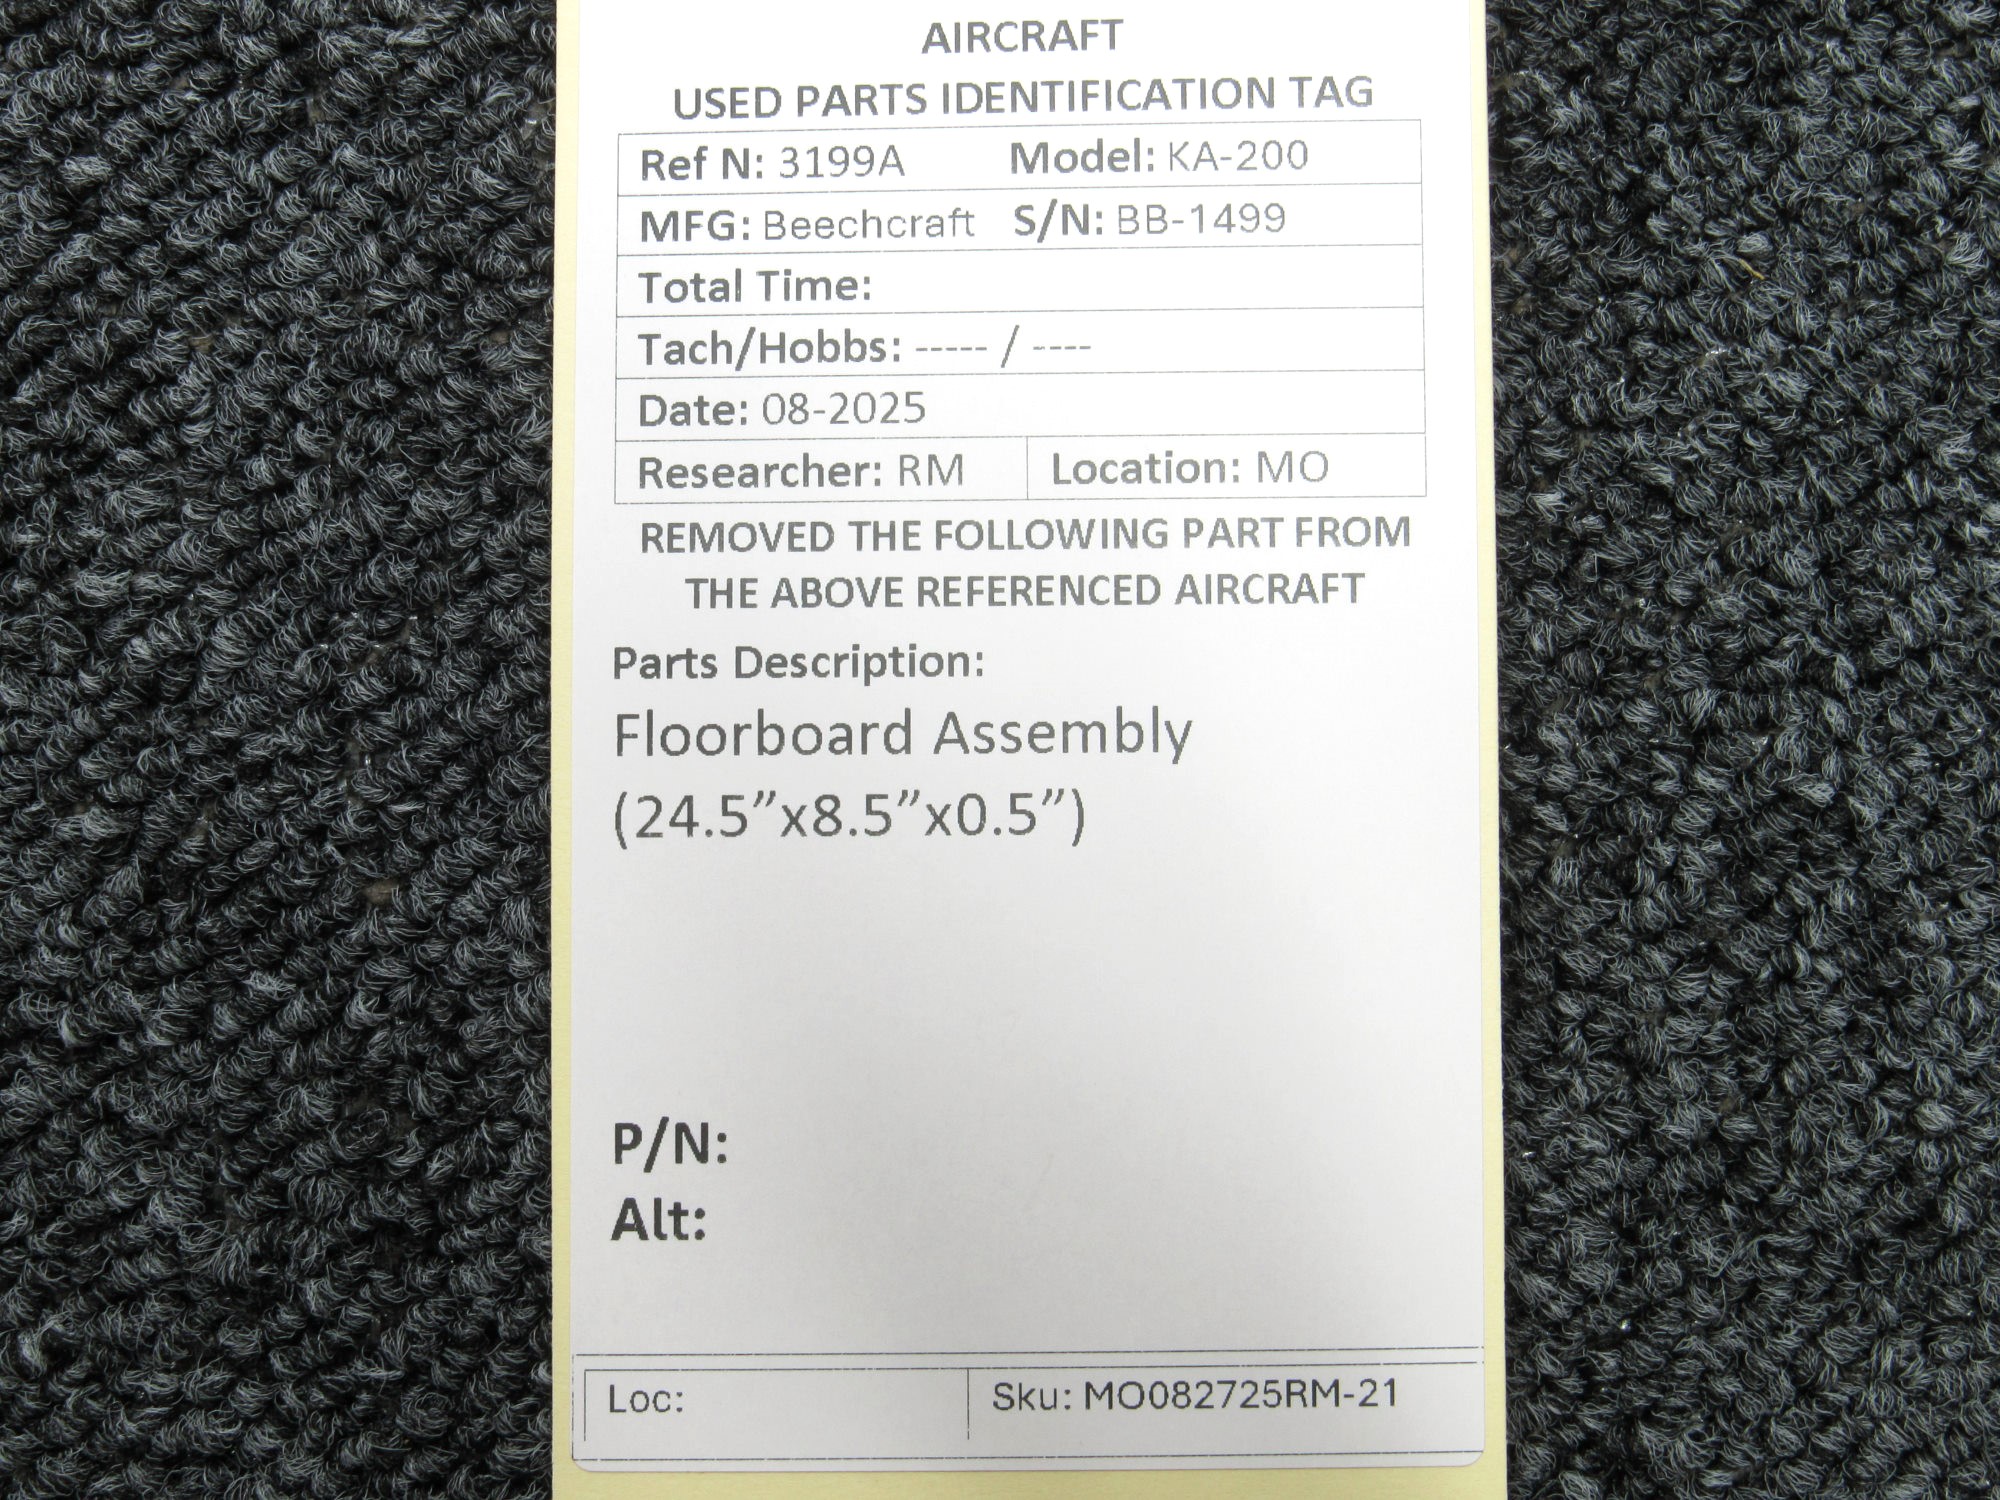 AIRCRAFT
USED PARTS IDENTIFICATION TAG
Ref N: 3199A Model: KA-200
MFG: Beechcraft S/N: BB-1499
Total Time:
Tach/Hobbs: ----- / ----
Date: 08-2025
Researcher: RM Location: MO
REMOVED THE FOLLOWING PART FROM
THE ABOVE REFERENCED AIRCRAFT
Parts Description:
Floorboard Assembly
(24.5”x8.5”x0.5”)
P/N:
Alt:
Loc: Sku: MO082725RM-21